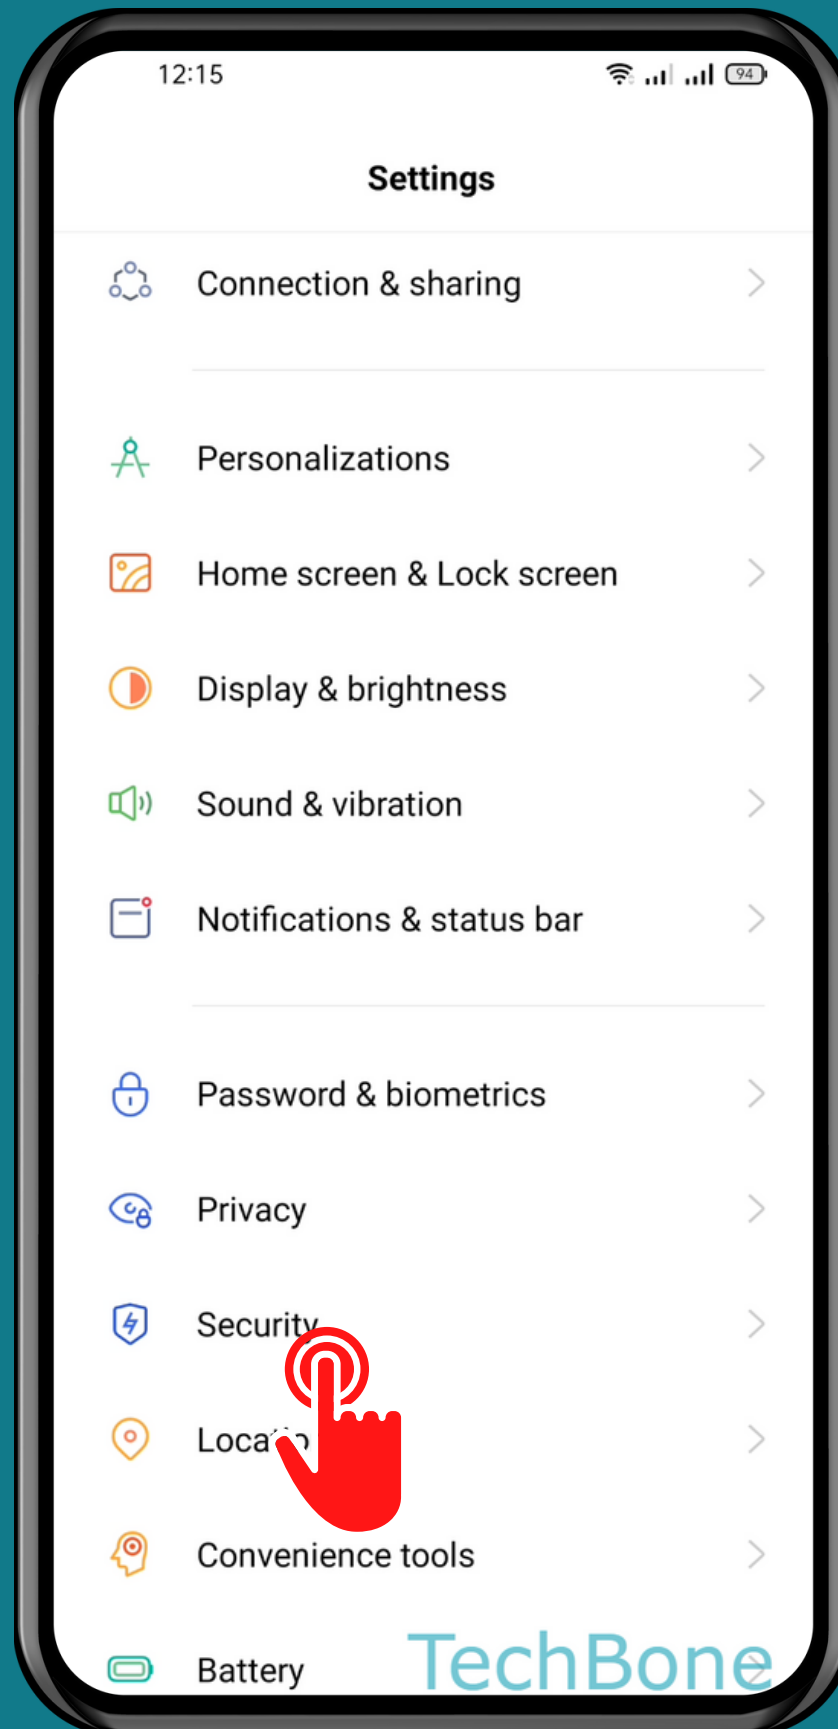 12:15
94
Settings
Connection & sharing
Personalizations
Home screen & Lock screen
Display & brightness
Sound & vibration
Notifications & status bar
Password & biometrics
Privacy
Security
Locatio
Convenience tools
Battery
TechBone